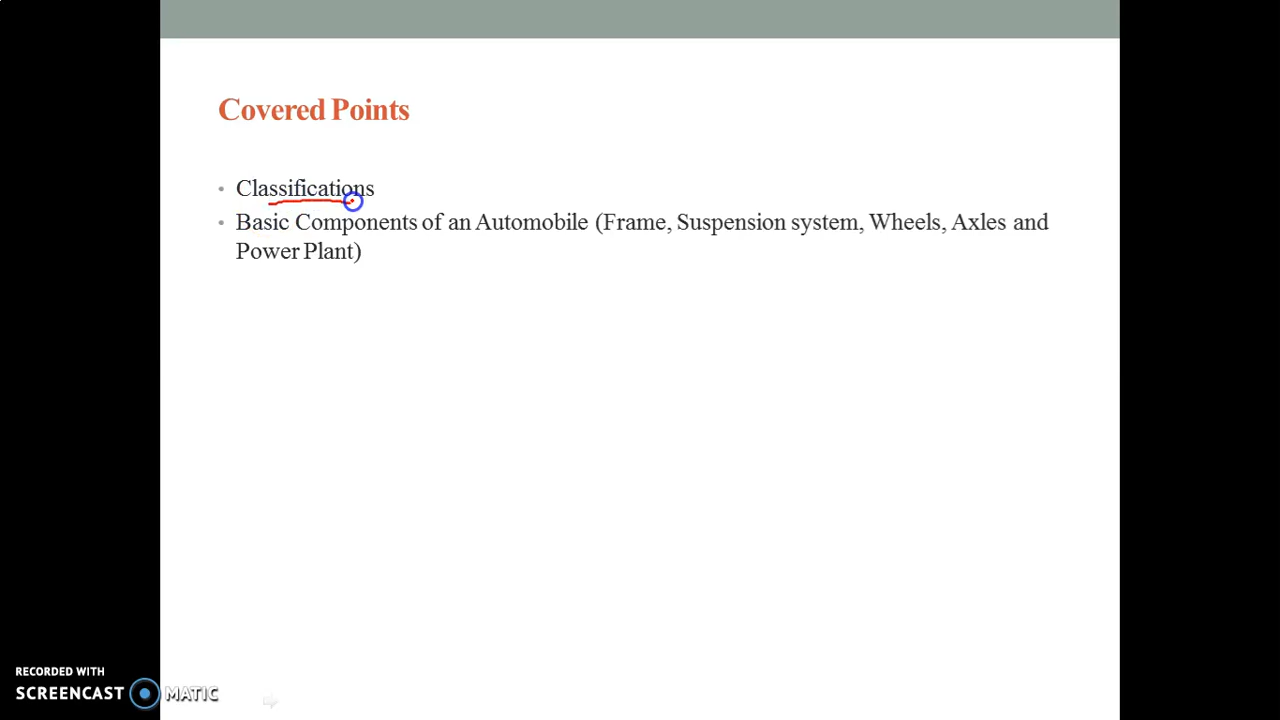 Covered Points
• Classifications
• Basic Components of an Automobile (Frame, Suspension system, Wheels, Axles and
Power Plant)
RECORDED WITH
SCREENCAST MATIC